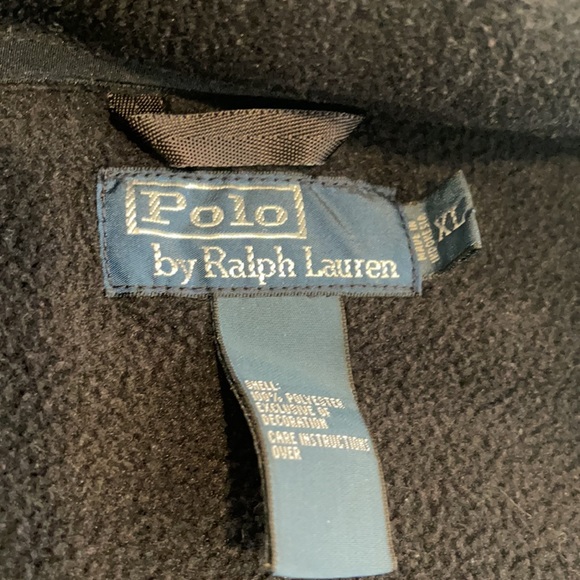 Polo
by Ralph Lauren
XL
SHELL:
100% POLYESTER
EXCLUSIVE OF
DECORATION
CARE INSTRUCTIONS
OVER